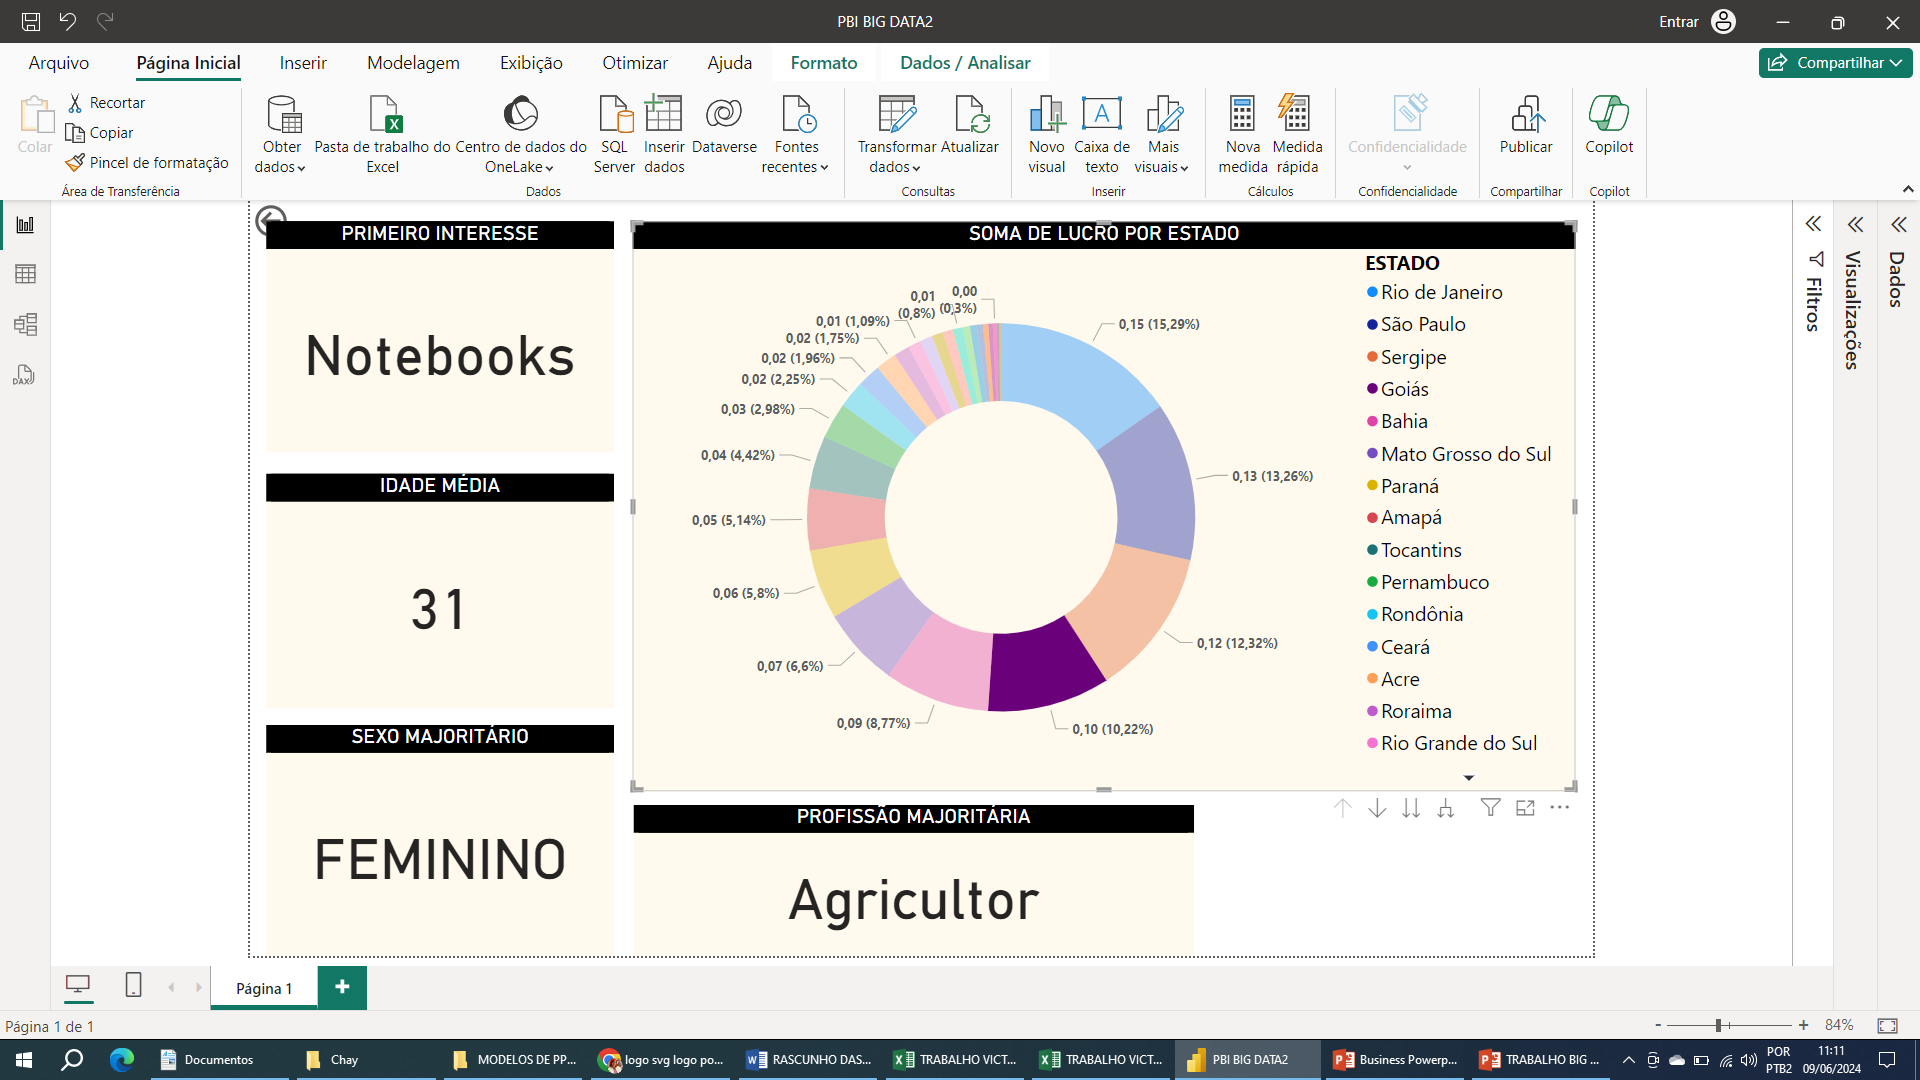 PBI BIG DATA2
Entrar
Arquivo
Página Inicial
Inserir
Modelagem
Exibição
Otimizar
Ajuda
Formato
Dados / Analisar
Compartilhar
Colar
Recortar
Copiar
Pincel de formatação
Área de Transferência
Obter
dados
Pasta de trabalho do
Excel
Centro de dados do
OneLake
SQL
Server
Inserir
dados
Dataverse
Fontes
recentes
Dados
Transformar
dados
Atualizar
Consultas
Novo
visual
Caixa de
texto
Mais
visuais
Inserir
Nova
medida
Medida
rápida
Cálculos
Confidencialidade
Confidencialidade
Publicar
Compartilhar
Copilot
Copilot
DAX
PRIMEIRO INTERESSE
Notebooks
IDADE MÉDIA
31
SEXO MAJORITÁRIO
FEMININO
SOMA DE LUCRO POR ESTADO
0,15 (15,29%)
0,13 (13,26%)
0,12 (12,32%)
0,10 (10,22%)
0,09 (8,77%)
0,07 (6,6%)
0,06 (5,8%)
0,05 (5,14%)
0,04 (4,42%)
0,03 (2,98%)
0,02 (2,25%)
0,02 (1,96%)
0,02 (1,75%)
0,01 (1,09%)
0,01
(0,8%)
0,00
(0,3%)
ESTADO
Rio de Janeiro
São Paulo
Sergipe
Goiás
Bahia
Mato Grosso do Sul
Paraná
Amapá
Tocantins
Pernambuco
Rondônia
Ceará
Acre
Roraima
Rio Grande do Sul
PROFISSÃO MAJORITÁRIA
Agricultor
Filtros
Visualizações
Dados
Página 1
Página 1 de 1
84%
Documentos
Chay
MODELOS DE PP...
logo svg logo po...
RASCUNHO DAS...
TRABALHO VICT...
TRABALHO VICT...
PBI BIG DATA2
Business Powerp...
TRABALHO BIG ...
POR
PTB2
11:11
09/06/2024